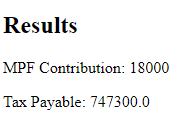 Results
MPF Contribution: 18000
Tax Payable: 747300.0